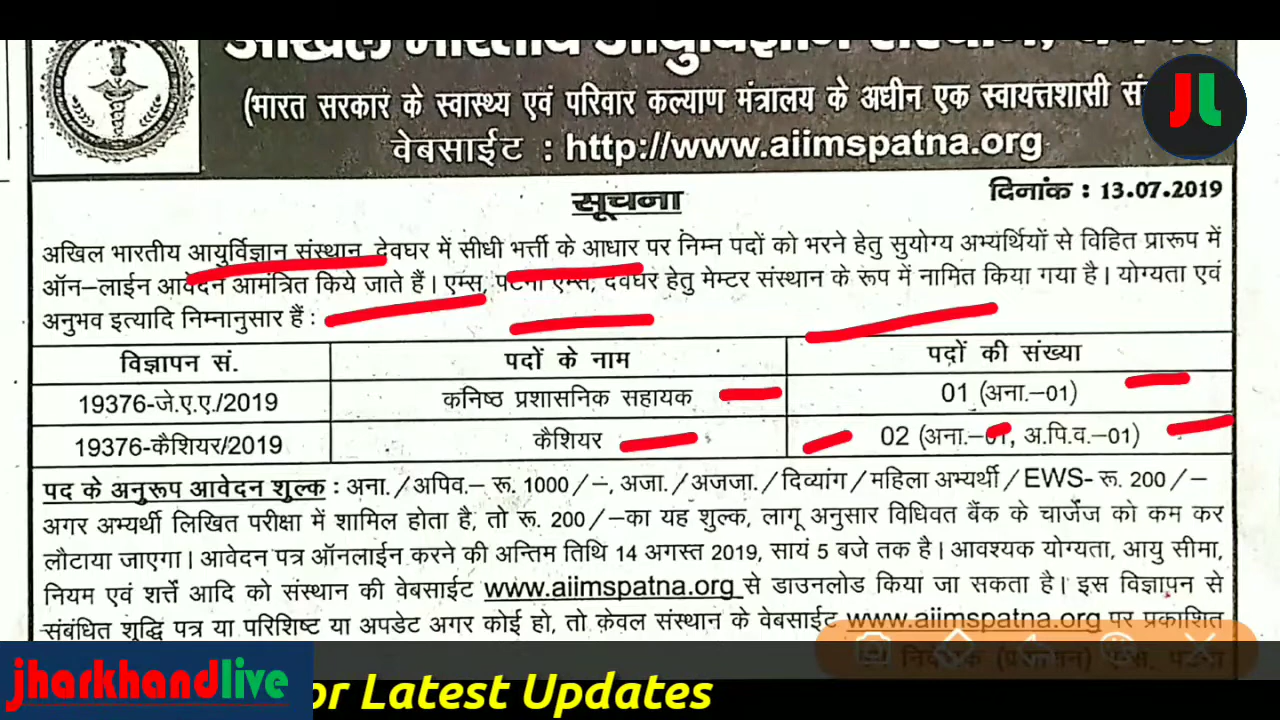 अखिल भारतीय आयुर्विज्ञान संस्थान,
(भारत सरकार के स्वास्थ्य एवं परिवार कल्याण मंत्रालय के अधीन एक स्वायत्तशासी
वेबसाईट : http://www.aiimspatna.org
सूचना
दिनांक : 13.07.2019
अखिल भारतीय आयुर्विज्ञान संस्थान देवघर में सीधी भर्त्ती के आधार पर निम्न पदों को भरने हेतु सुयोग्य अभ्यर्थियों से विहित प्रारूप में
ऑन–लाईन आवेदन आमंत्रित किये जाते हैं। एम्स, पटना एम्स, देवघर हेतु मेम्टर संस्थान के रूप में नामित किया गया है। योग्यता एवं
अनुभव इत्यादि निम्नानुसार हैं :
विज्ञापन सं. पदों के नाम पदों की संख्या
19376-जे.ए.ए./2019 कनिष्ठ प्रशासनिक सहायक 01 (अना.–01)
19376-कैशियर/2019 कैशियर 02 (अना.–01, अ.पि.व.–01)
पद के अनुरूप आवेदन शुल्क : अना./अपिव– रू. 1000/–, अजा./अजजा./दिव्यांग/महिला अभ्यर्थी/EWS- रू. 200/–
अगर अभ्यर्थी लिखित परीक्षा में शामिल होता है, तो रू. 200/–का यह शुल्क, लागू अनुसार विधिवत बैंक के चार्जेज को कम कर
लौटाया जाएगा। आवेदन पत्र ऑनलाईन करने की अन्तिम तिथि 14 अगस्त 2019, सायं 5 बजे तक है। आवश्यक योग्यता, आयु सीमा,
नियम एवं शर्त्तें आदि को संस्थान की वेबसाईट www.aiimspatna.org से डाउनलोड किया जा सकता है। इस विज्ञापन से
संबंधित शुद्धि पत्र या परिशिष्ट या अपडेट अगर कोई हो, तो केवल संस्थान के वेबसाईट www.aiimspatna.org पर प्रकाशित
JL
jharkhandlive
or Latest Updates